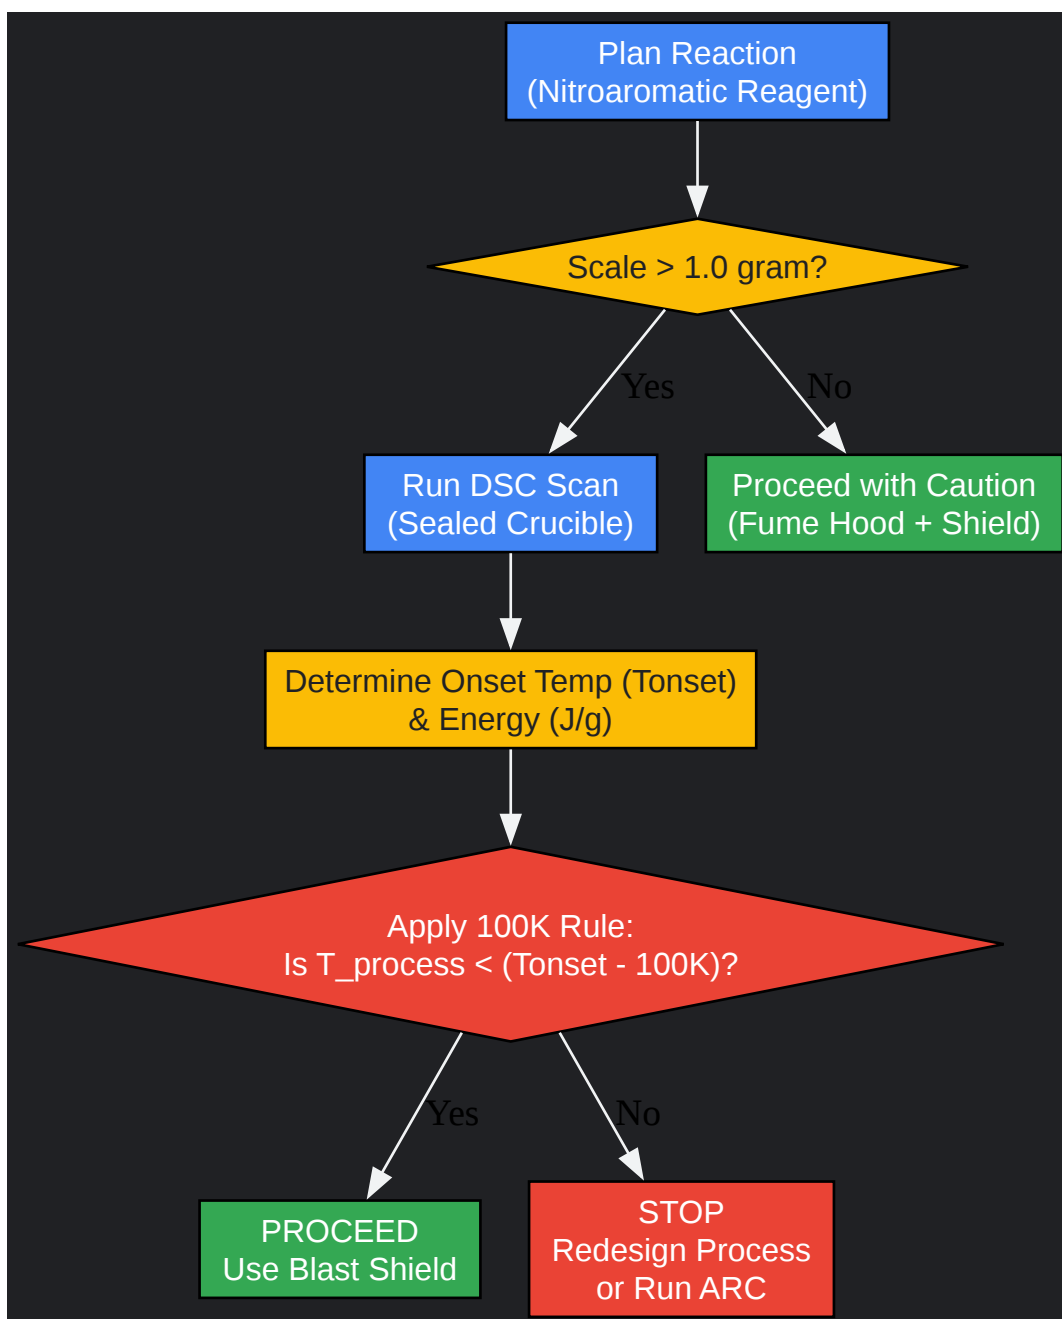 Plan Reaction
(Nitroaromatic Reagent)
Scale > 1.0 gram?
Yes
No
Run DSC Scan
(Sealed Crucible)
Proceed with Caution
(Fume Hood + Shield)
Determine Onset Temp (Tonset)
& Energy (J/g)
Apply 100K Rule:
Is T_process < (Tonset - 100K)?
Yes
No
PROCEED
Use Blast Shield
STOP
Redesign Process
or Run ARC